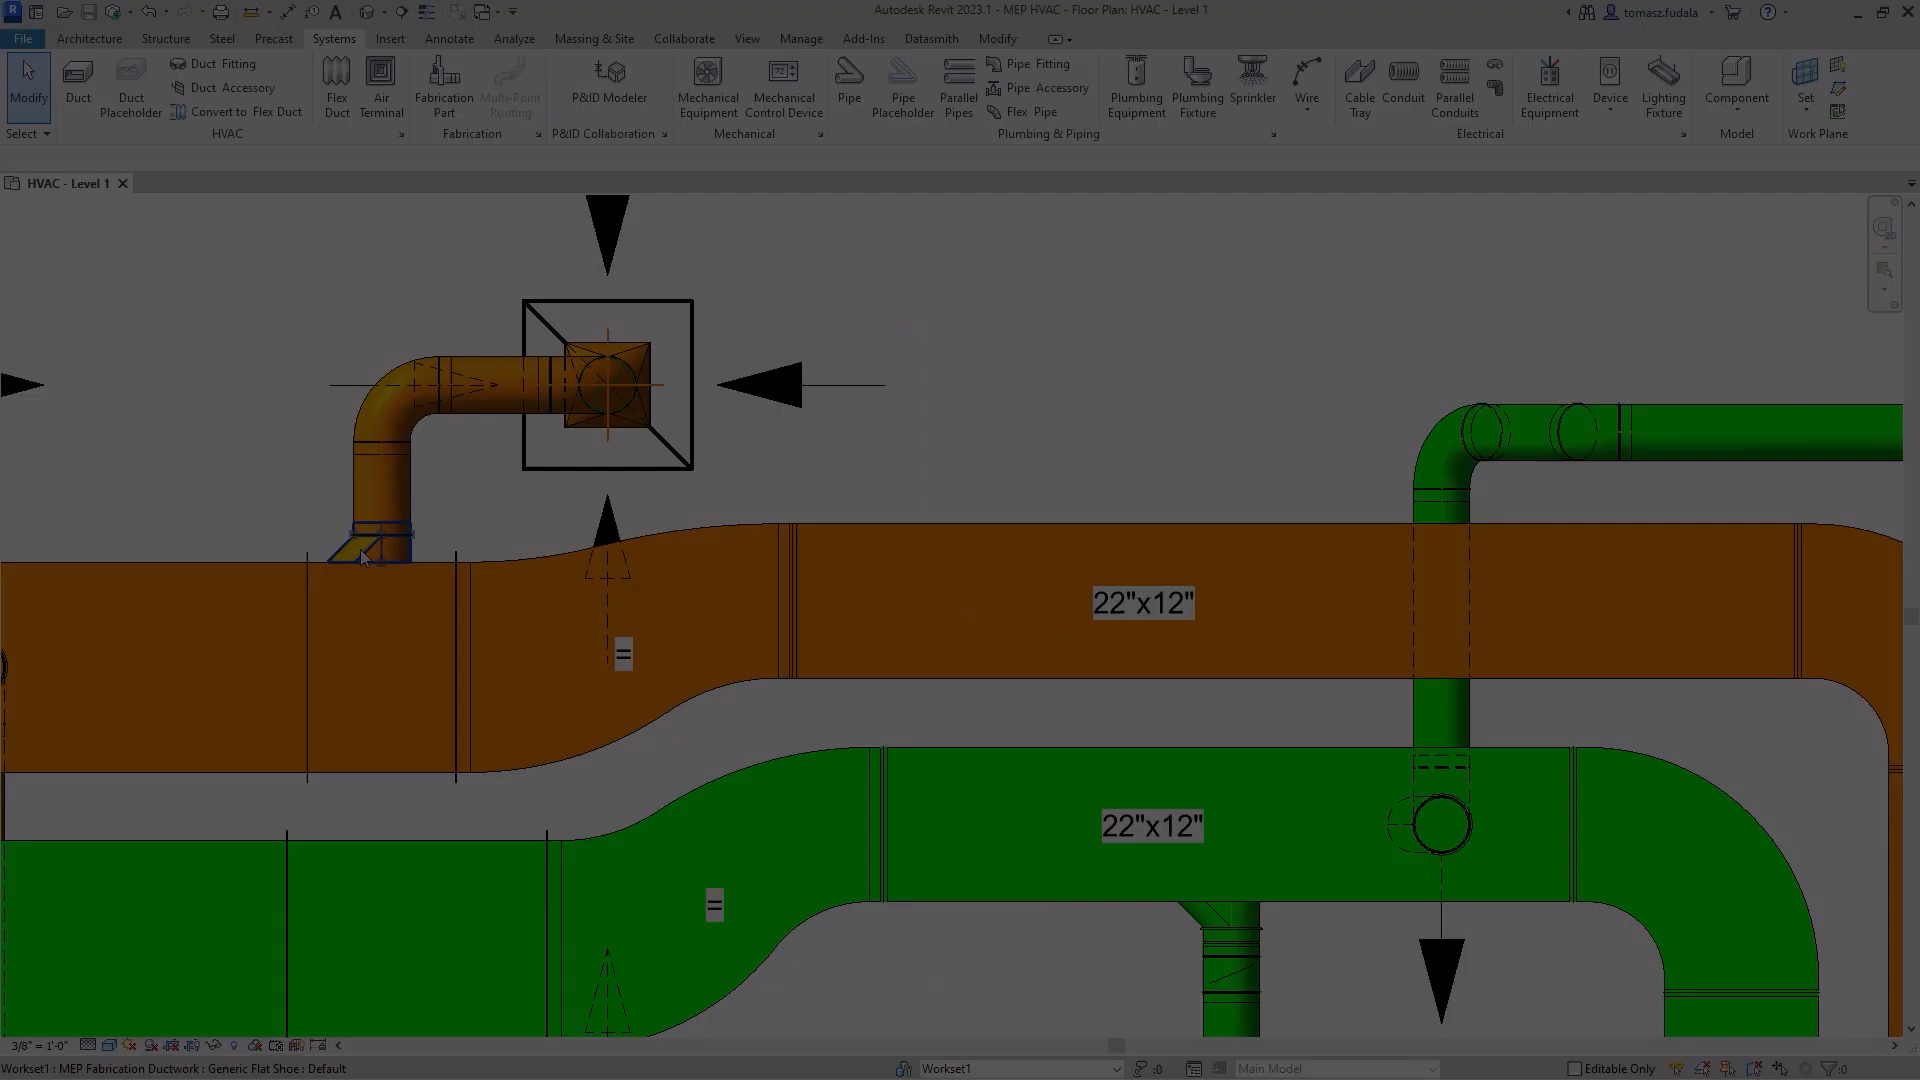 Autodesk Revit 2023.1 - MEP HVAC - Floor Plan: HVAC - Level 1
tomasz.fudala
File Architecture Structure Steel Precast Systems Insert Annotate Analyze Massing & Site Collaborate View Manage Add-Ins Datasmith Modify
Modify
Duct
Duct Placeholder
Duct Fitting
Duct Accessory
Convert to Flex Duct
Flex Duct
Air Terminal
Fabrication Part
Multi-Point Routing
P&ID Modeler
Mechanical Equipment
Mechanical Control Device
Pipe
Pipe Placeholder
Parallel Pipes
Pipe Fitting
Pipe Accessory
Flex Pipe
Plumbing Equipment
Plumbing Fixture
Sprinkler
Wire
Cable Tray
Conduit
Parallel Conduits
Electrical Equipment
Device
Lighting Fixture
Component
Set
Select HVAC Fabrication P&ID Collaboration Mechanical Plumbing & Piping Electrical Model Work Plane
HVAC - Level 1
22"x12"
=
22"x12"
=
3/8" = 1'-0"
Workset1 : MEP Fabrication Ductwork : Generic Flat Shoe : Default
Workset1
:0
Main Model
Editable Only
:0